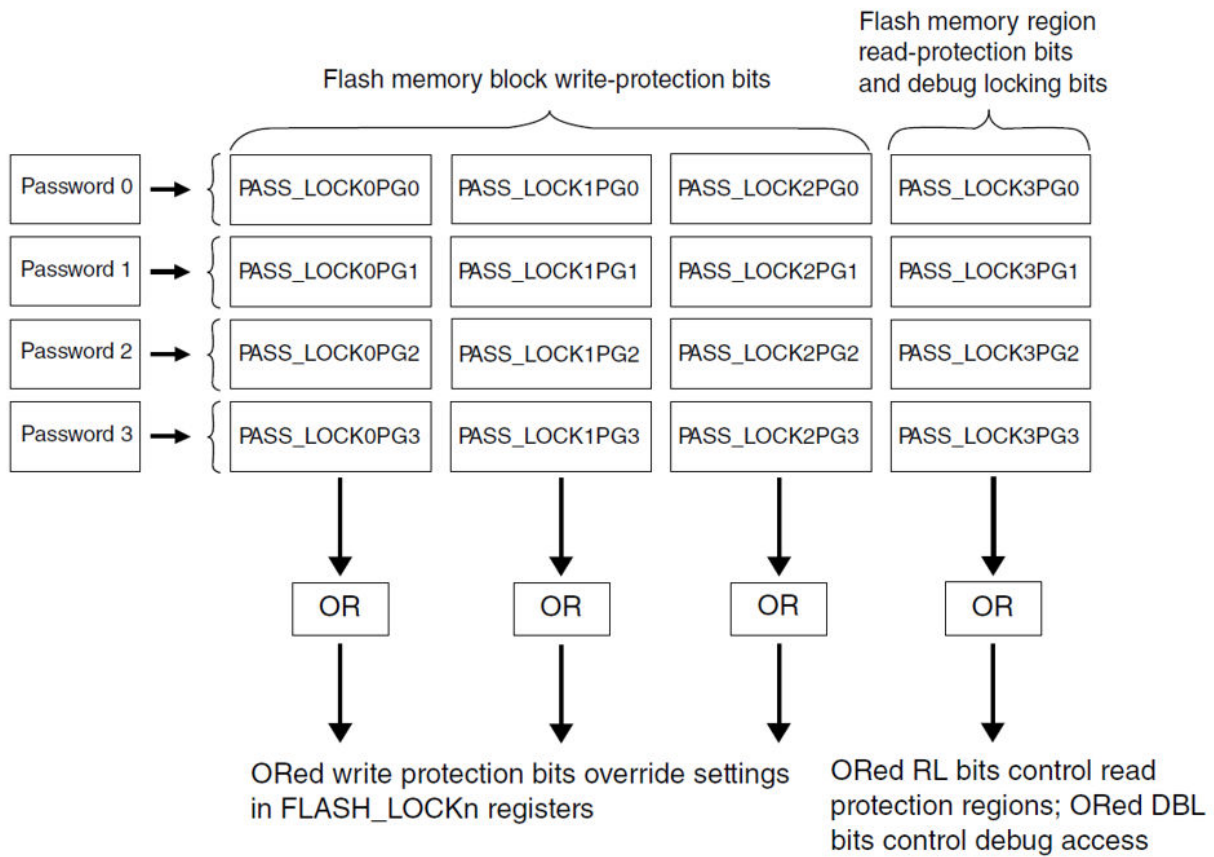 Flash memory region
read-protection bits
and debug locking bits
Flash memory block write-protection bits
Password 0
PASS_LOCK0PG0
PASS_LOCK1PG0
PASS_LOCK2PG0
PASS_LOCK3PG0
Password 1
PASS_LOCK0PG1
PASS_LOCK1PG1
PASS_LOCK2PG1
PASS_LOCK3PG1
Password 2
PASS_LOCK0PG2
PASS_LOCK1PG2
PASS_LOCK2PG2
PASS_LOCK3PG2
Password 3
PASS_LOCK0PG3
PASS_LOCK1PG3
PASS_LOCK2PG3
PASS_LOCK3PG3
OR
OR
OR
OR
ORed write protection bits override settings
in FLASH_LOCKn registers
ORed RL bits control read
protection regions; ORed DBL
bits control debug access